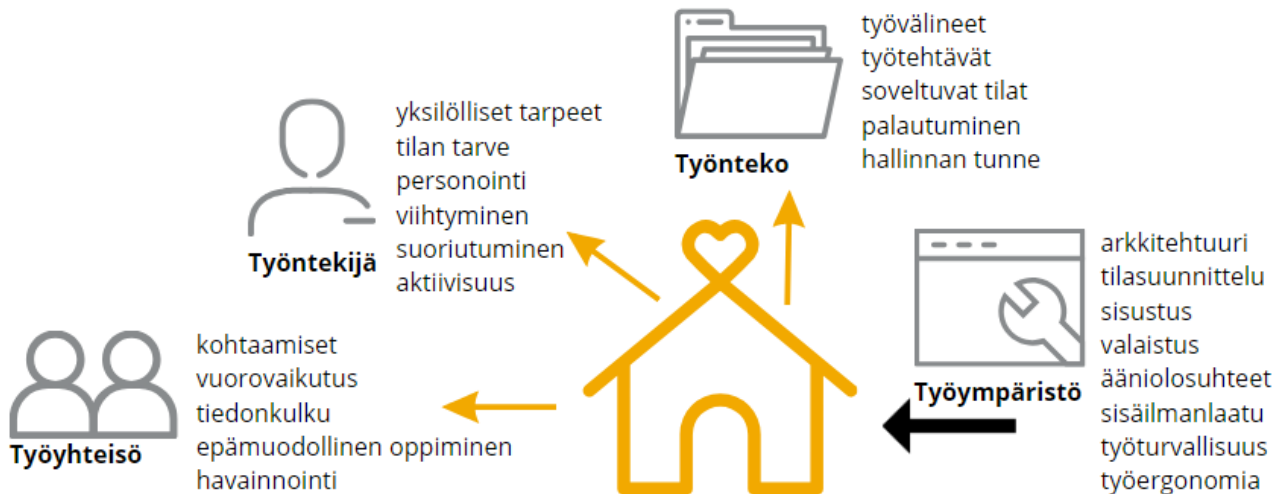 Työnteko
työvälineet
työtehtävät
soveltuvat tilat
palautuminen
hallinnan tunne
Työntekijä
yksilölliset tarpeet
tilan tarve
personointi
viihtyminen
suoriutuminen
aktiivisuus
Työympäristö
arkkitehtuuri
tilasuunnittelu
sisustus
valaistus
ääniolosuhteet
sisäilmanlaatu
työturvallisuus
työergonomia
Työyhteisö
kohtaamiset
vuorovaikutus
tiedonkulku
epämuodollinen oppiminen
havainnointi